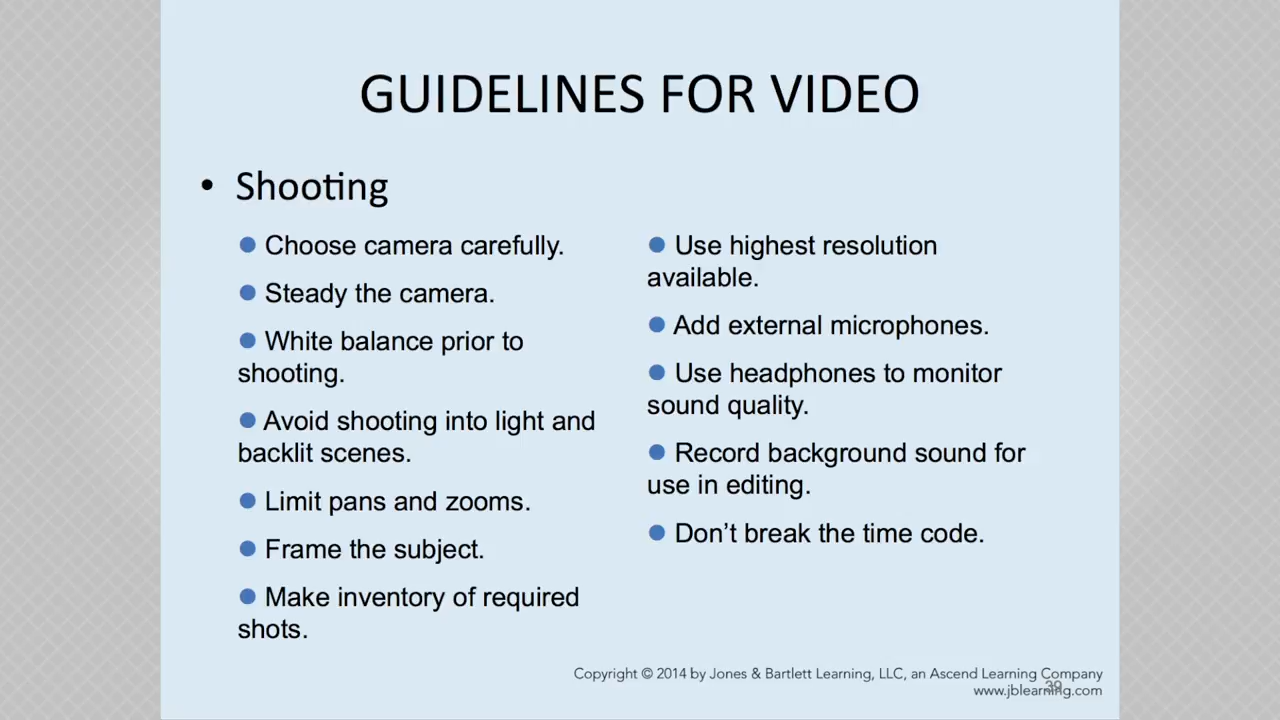 GUIDELINES FOR VIDEO
• Shooting
● Choose camera carefully.
● Steady the camera.
● White balance prior to
shooting.
● Avoid shooting into light and
backlit scenes.
● Limit pans and zooms.
● Frame the subject.
● Make inventory of required
shots.
● Use highest resolution
available.
● Add external microphones.
● Use headphones to monitor
sound quality.
● Record background sound for
use in editing.
● Don’t break the time code.
Copyright © 2014 by Jones & Bartlett Learning, LLC, an Ascend Learning Company
www.jblearning.com
39